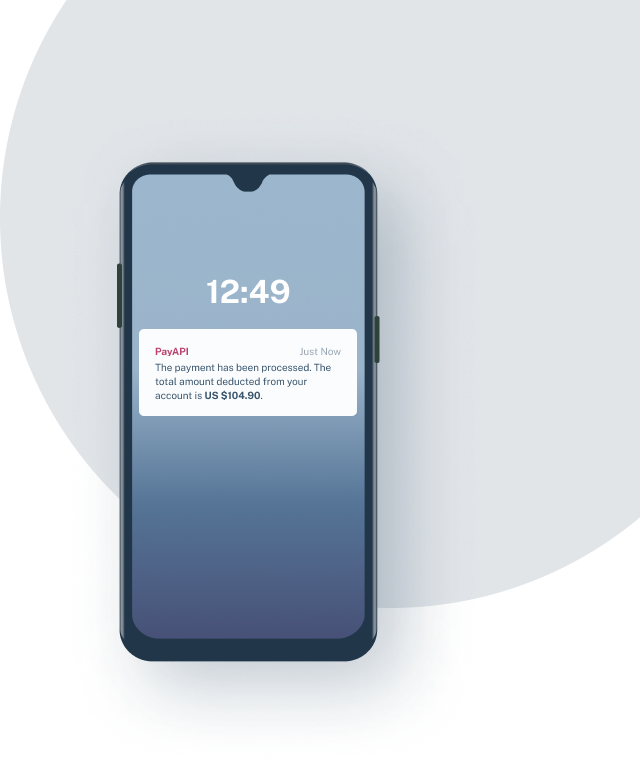 12:49
PayAPI Just Now
The payment has been processed. The
total amount deducted from your
account is US $104.90.